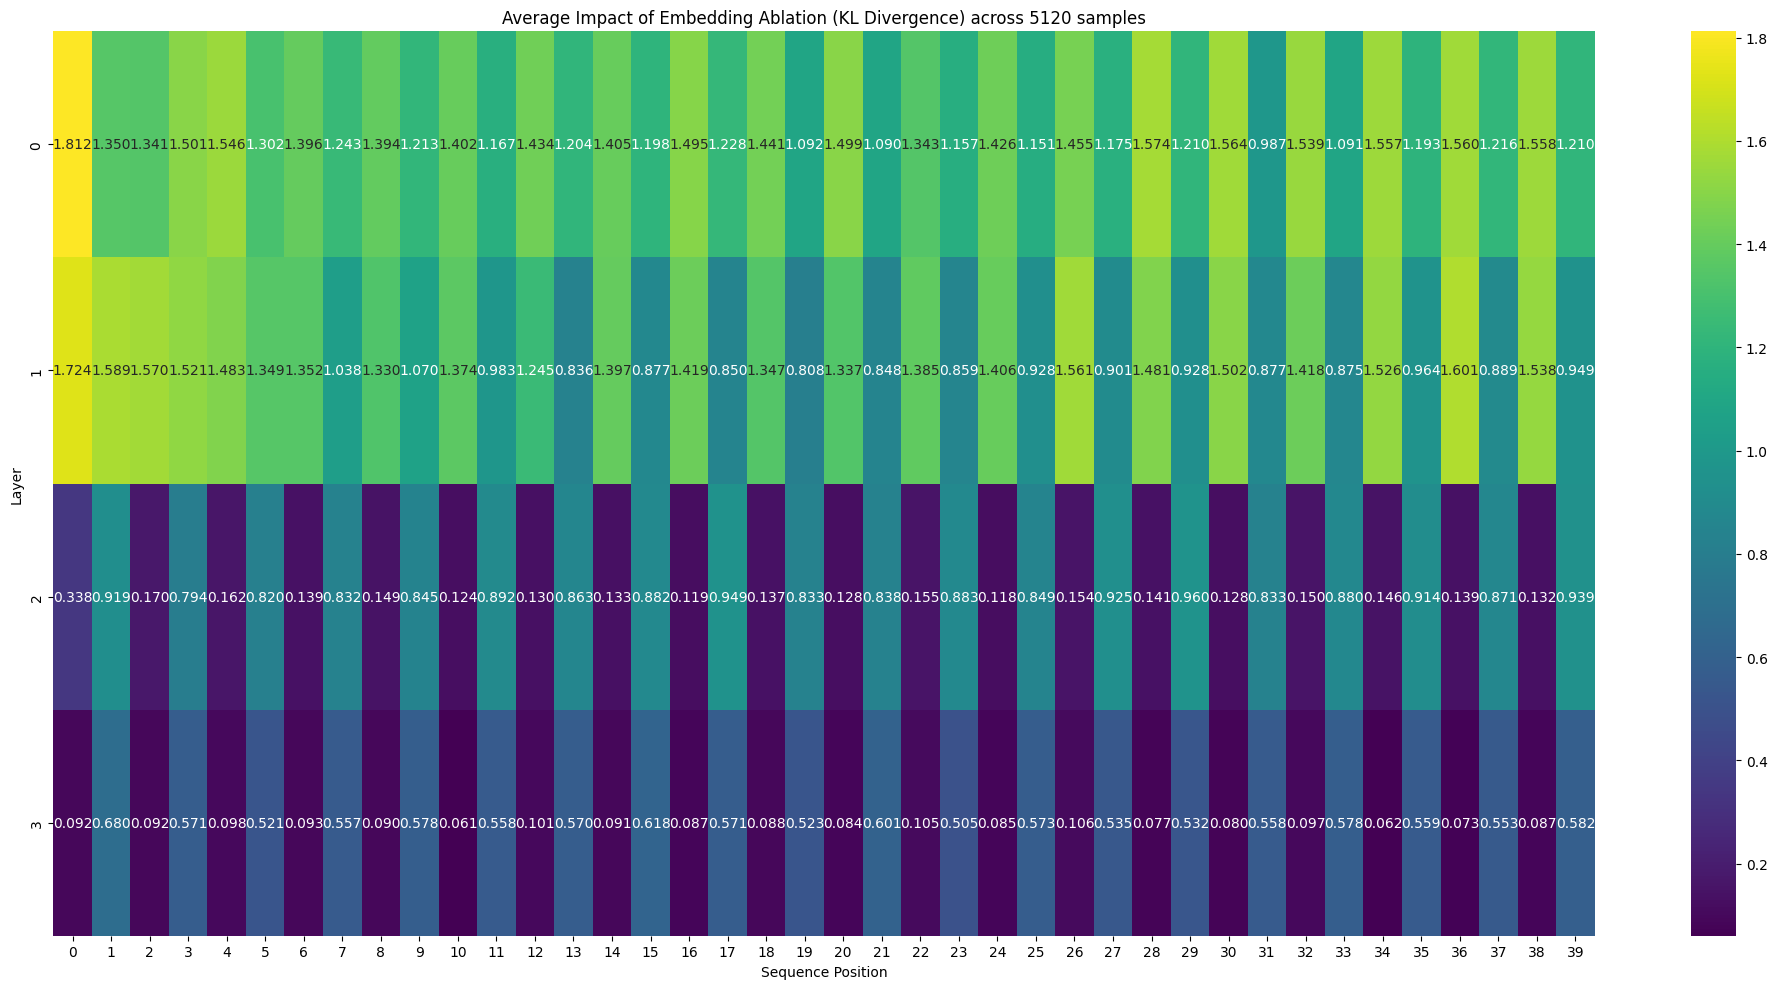 Average Impact of Embedding Ablation (KL Divergence) across 5120 samples
0 1.812 1.350 1.341 1.501 1.546 1.302 1.396 1.243 1.394 1.213 1.402 1.167 1.434 1.204 1.405 1.198 1.495 1.228 1.441 1.092 1.499 1.090 1.343 1.157 1.426 1.151 1.455 1.175 1.574 1.210 1.564 0.987 1.539 1.091 1.557 1.193 1.560 1.216 1.558 1.210
1 1.724 1.589 1.570 1.521 1.483 1.349 1.352 1.038 1.330 1.070 1.374 0.983 1.245 0.836 1.397 0.877 1.419 0.850 1.347 0.808 1.337 0.848 1.385 0.859 1.406 0.928 1.561 0.901 1.481 0.928 1.502 0.877 1.418 0.875 1.526 0.964 1.601 0.889 1.538 0.949
Layer
2 0.338 0.919 0.170 0.794 0.162 0.820 0.139 0.832 0.149 0.845 0.124 0.892 0.130 0.863 0.133 0.882 0.119 0.949 0.137 0.833 0.128 0.838 0.155 0.883 0.118 0.849 0.154 0.925 0.141 0.960 0.128 0.833 0.150 0.880 0.146 0.914 0.139 0.871 0.132 0.939
3 0.092 0.680 0.092 0.571 0.098 0.521 0.093 0.557 0.090 0.578 0.061 0.558 0.101 0.570 0.091 0.618 0.087 0.571 0.088 0.523 0.084 0.601 0.105 0.505 0.085 0.573 0.106 0.535 0.077 0.532 0.080 0.558 0.097 0.578 0.062 0.559 0.073 0.553 0.087 0.582
0 1 2 3 4 5 6 7 8 9 10 11 12 13 14 15 16 17 18 19 20 21 22 23 24 25 26 27 28 29 30 31 32 33 34 35 36 37 38 39
Sequence Position
1.8
1.6
1.4
1.2
1.0
0.8
0.6
0.4
0.2